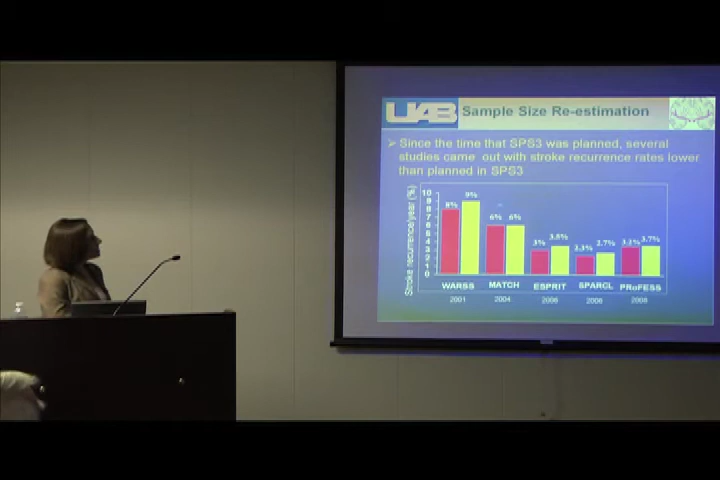 UAB Sample Size Re-estimation
➢ Since the time that SPS3 was planned, several
studies came out with stroke recurrence rates lower
than planned in SPS3
Stroke recurrence/year (%)
10
9
8
7
6
5
4
3
2
1
0
8% 9%
6% 6%
3% 3.8%
2.3% 2.7%
3.2% 3.7%
WARSS MATCH ESPRIT SPARCL PRoFESS
2001 2004 2006 2006 2008